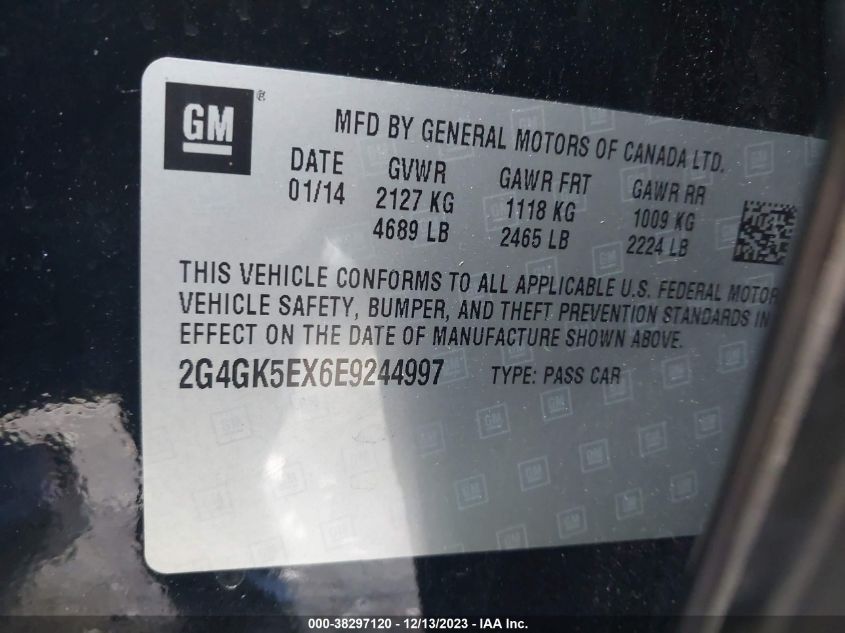 GM
MFD BY GENERAL MOTORS OF CANADA LTD.
DATE GVWR GAWR FRT GAWR RR
01/14 2127 KG 1118 KG 1009 KG
4689 LB 2465 LB 2224 LB
THIS VEHICLE CONFORMS TO ALL APPLICABLE U.S. FEDERAL MOTOR
VEHICLE SAFETY, BUMPER, AND THEFT PREVENTION STANDARDS IN
EFFECT ON THE DATE OF MANUFACTURE SHOWN ABOVE.
2G4GK5EX6E9244997 TYPE: PASS CAR
000-38297120 - 12/13/2023 - IAA Inc.